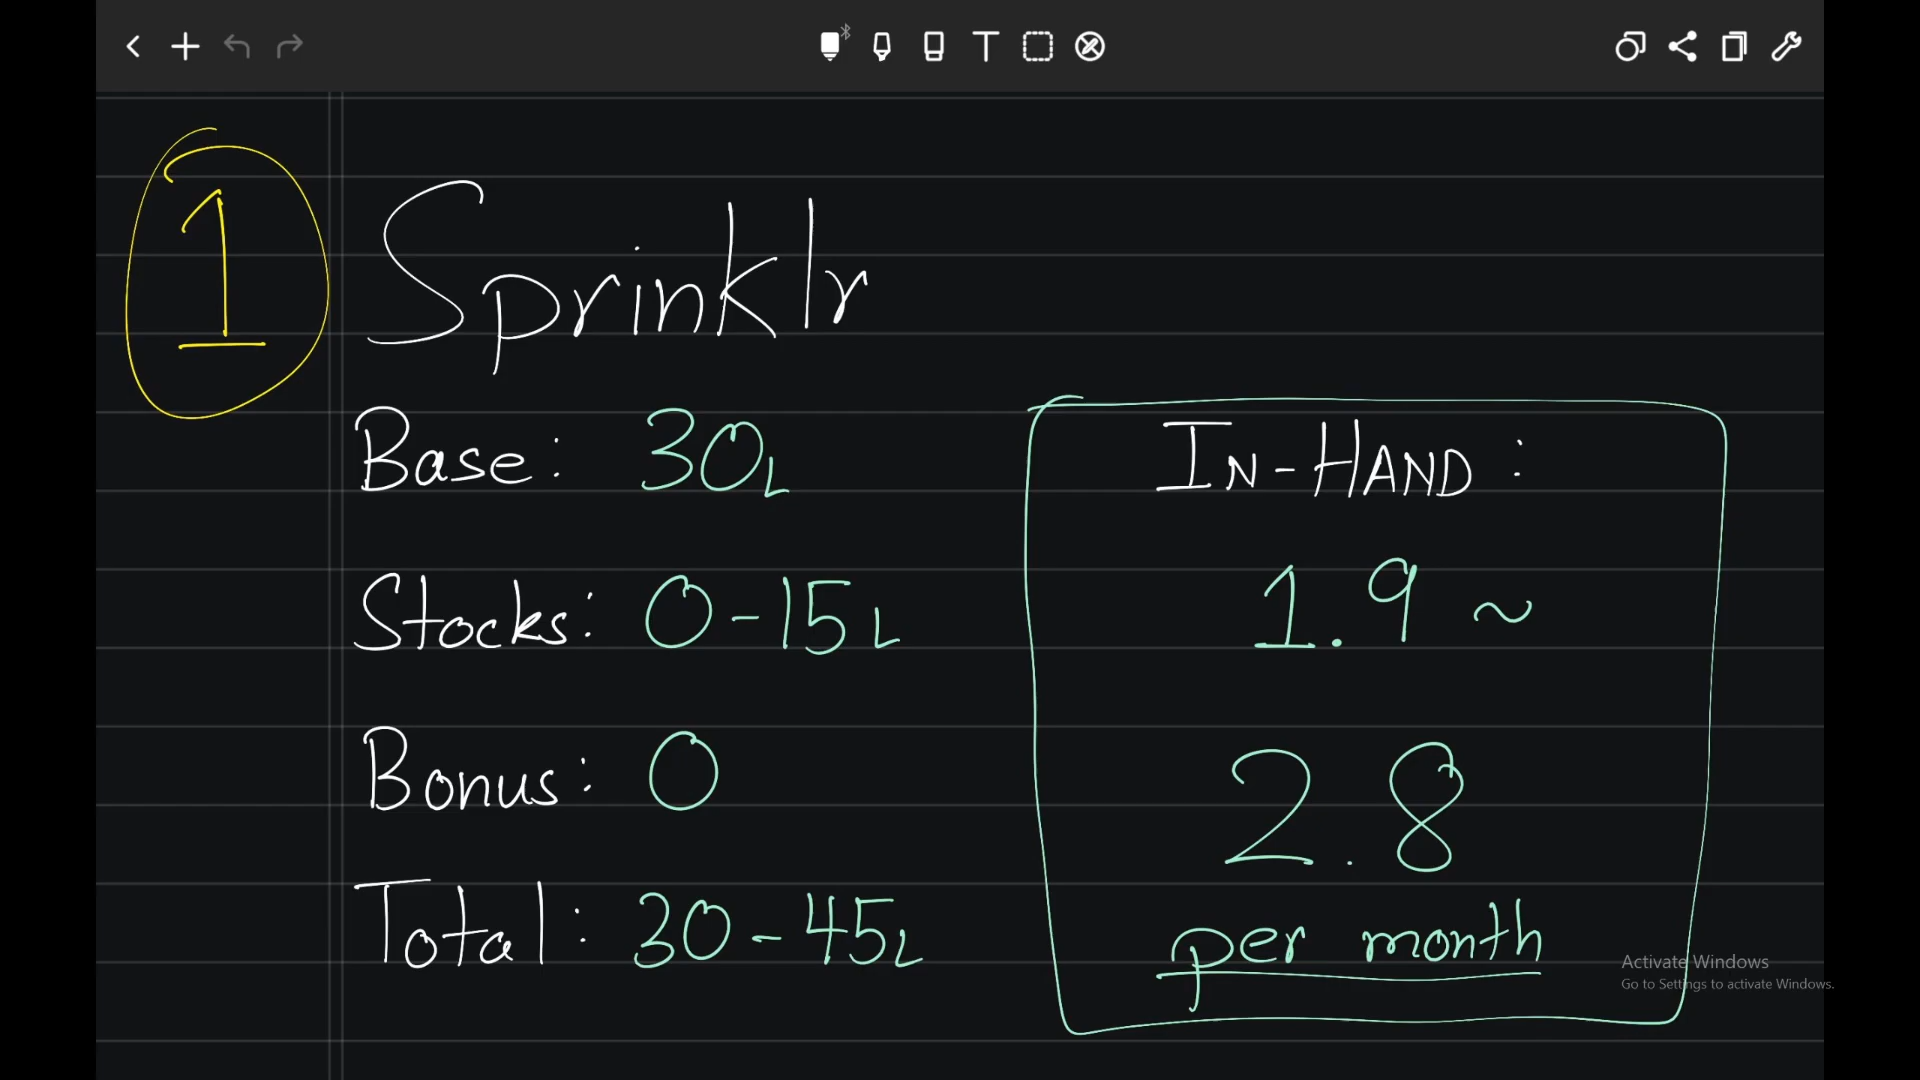 1
Sprinklr
Base: 30L
Stocks: 0-15L
Bonus: 0
Total: 30-45L
IN-HAND:
1.9 ~
2.8
per month
Activate Windows
Go to Settings to activate Windows.